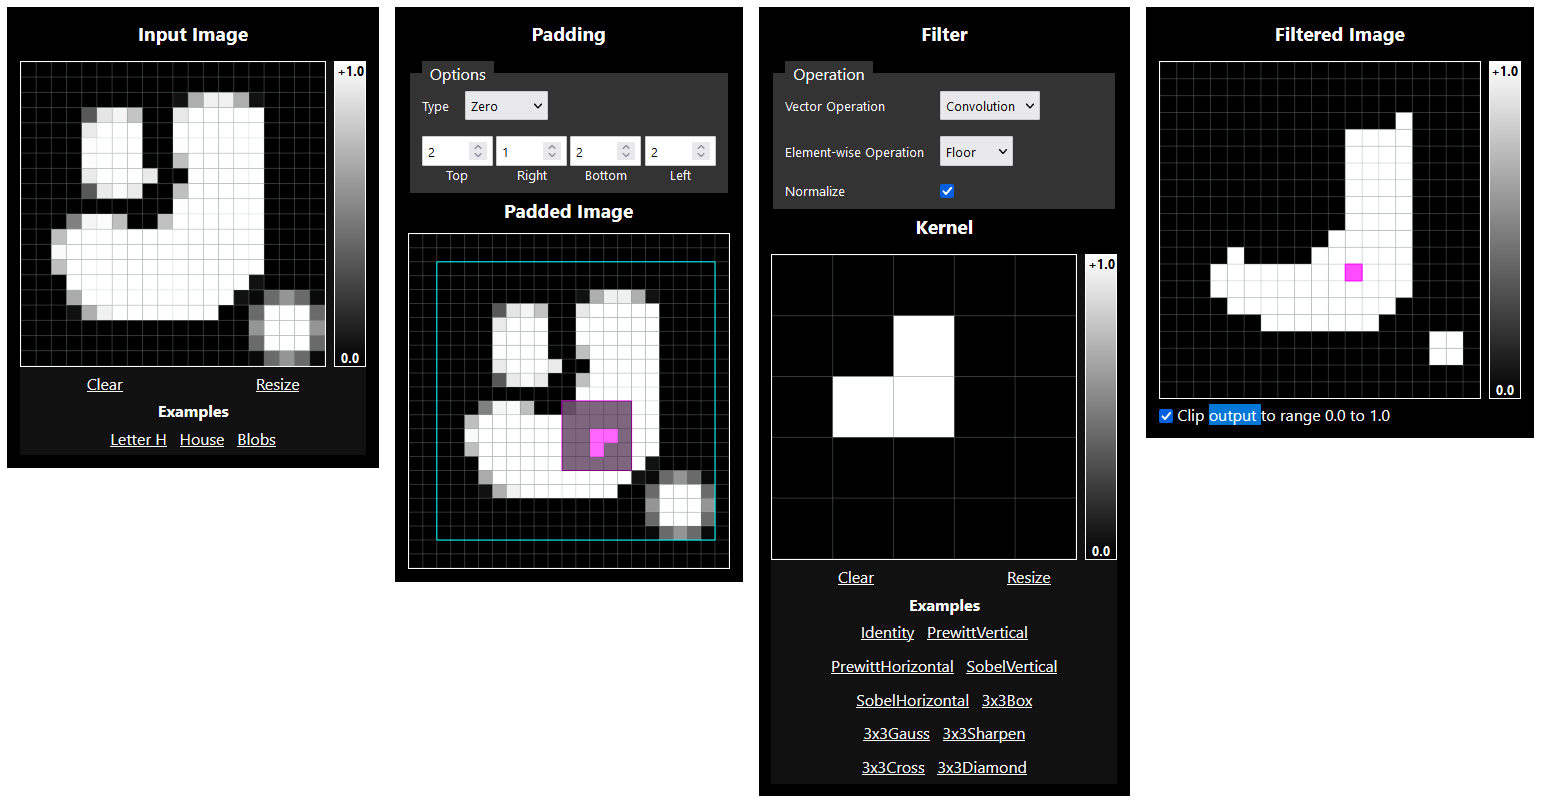 Input Image
+1.0
0.0
Clear Resize
Examples
Letter H House Blobs
Padding
Options
Type Zero
2 1 2 2
Top Right Bottom Left
Padded Image
Filter
Operation
Vector Operation Convolution
Element-wise Operation Floor
Normalize
Kernel
+1.0
0.0
Clear Resize
Examples
Identity PrewittVertical
PrewittHorizontal SobelVertical
SobelHorizontal 3x3Box
3x3Gauss 3x3Sharpen
3x3Cross 3x3Diamond
Filtered Image
+1.0
0.0
Clip output to range 0.0 to 1.0